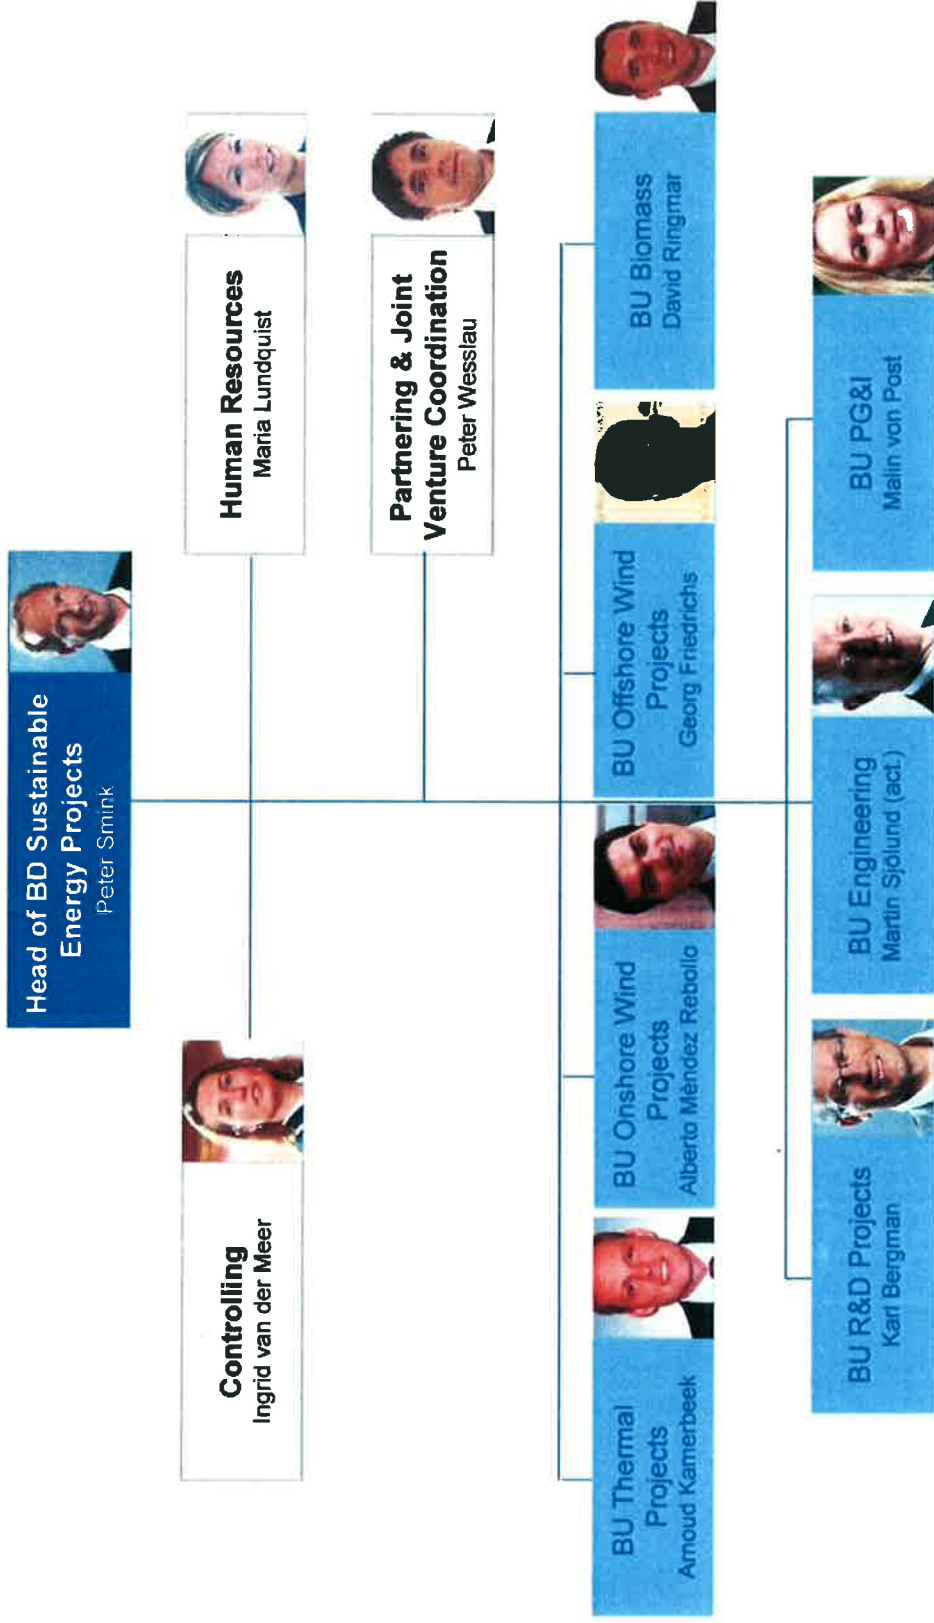 Head of BD Sustainable
Energy Projects
Peter Smink
Controlling
Ingrid van der Meer
Human Resources
Maria Lundquist
Partnering & Joint
Venture Coordination
Peter Wesslau
BU Thermal
Projects
Arnoud Kamerbeek
BU Onshore Wind
Projects
Alberto Méndez Rebollo
BU Offshore Wind
Projects
Georg Friedrichs
BU Biomass
David Ringmar
BU R&D Projects
Karl Bergman
BU Engineering
Martin Sjölund (act.)
BU PG&I
Malin von Post